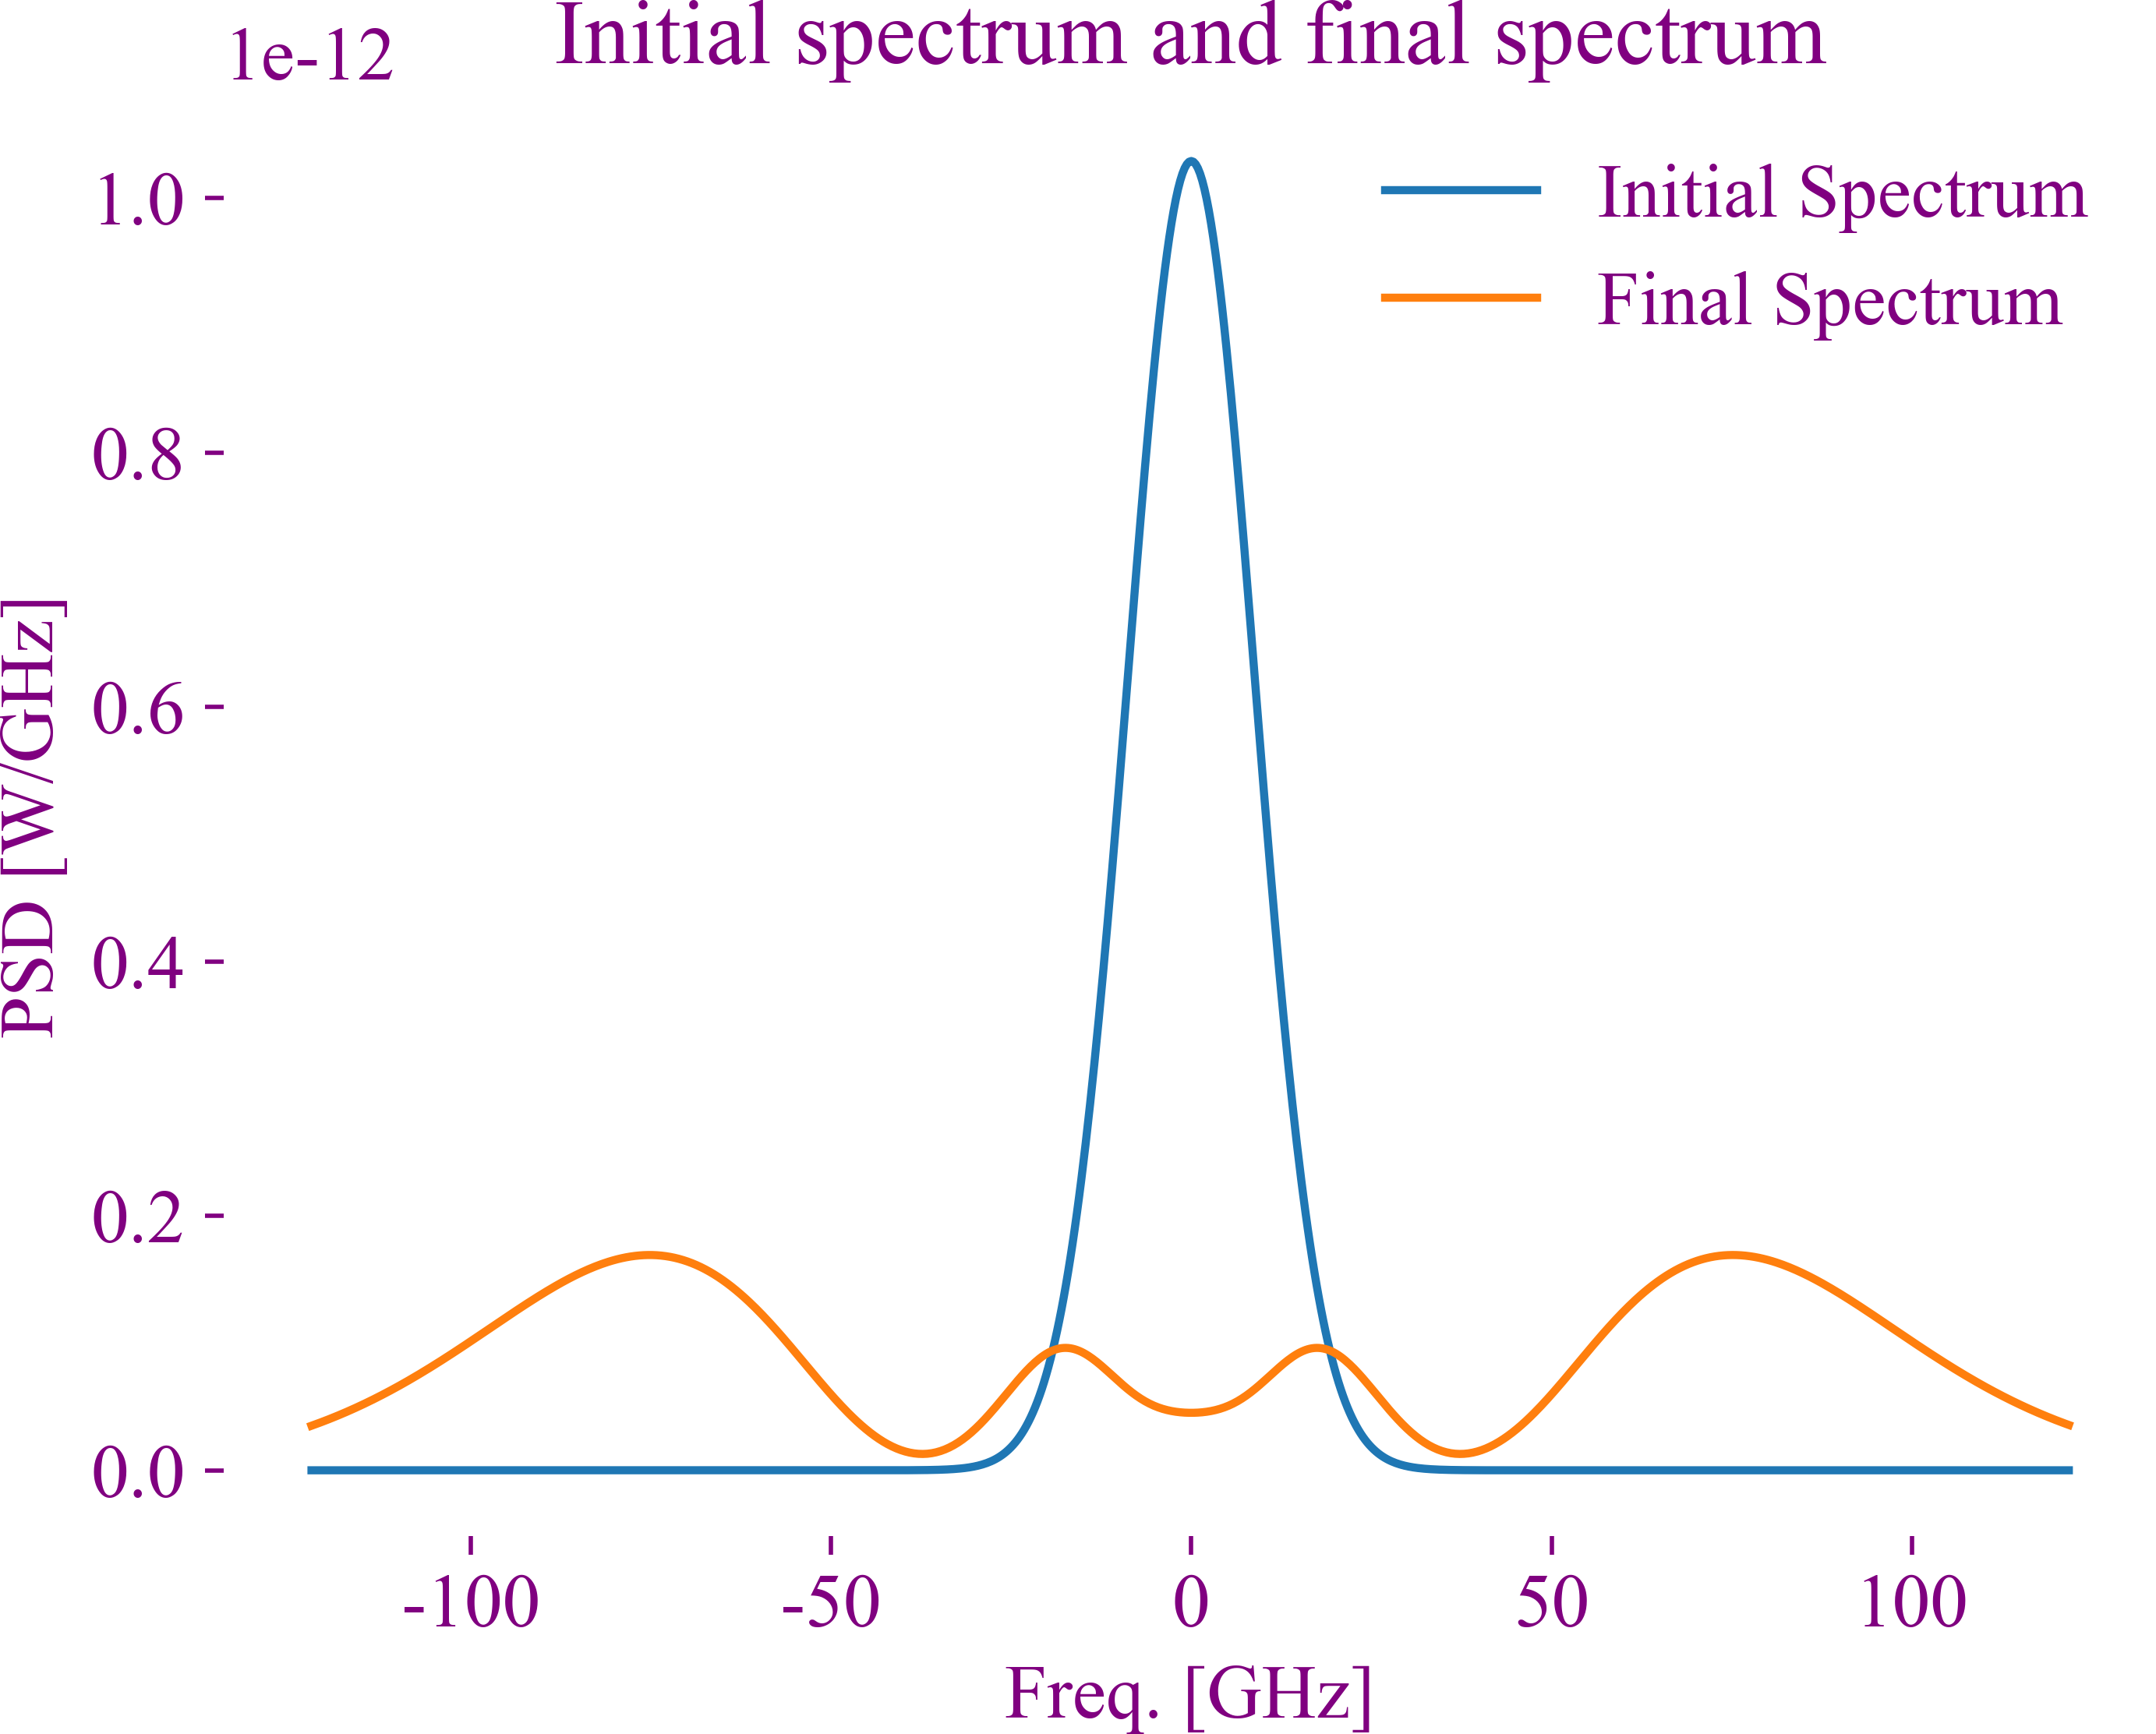 Initial spectrum and final spectrum
1e-12
Initial Spectrum
Final Spectrum
PSD [W/GHz]
1.0
0.8
0.6
0.4
0.2
0.0
-100 -50 0 50 100
Freq. [GHz]